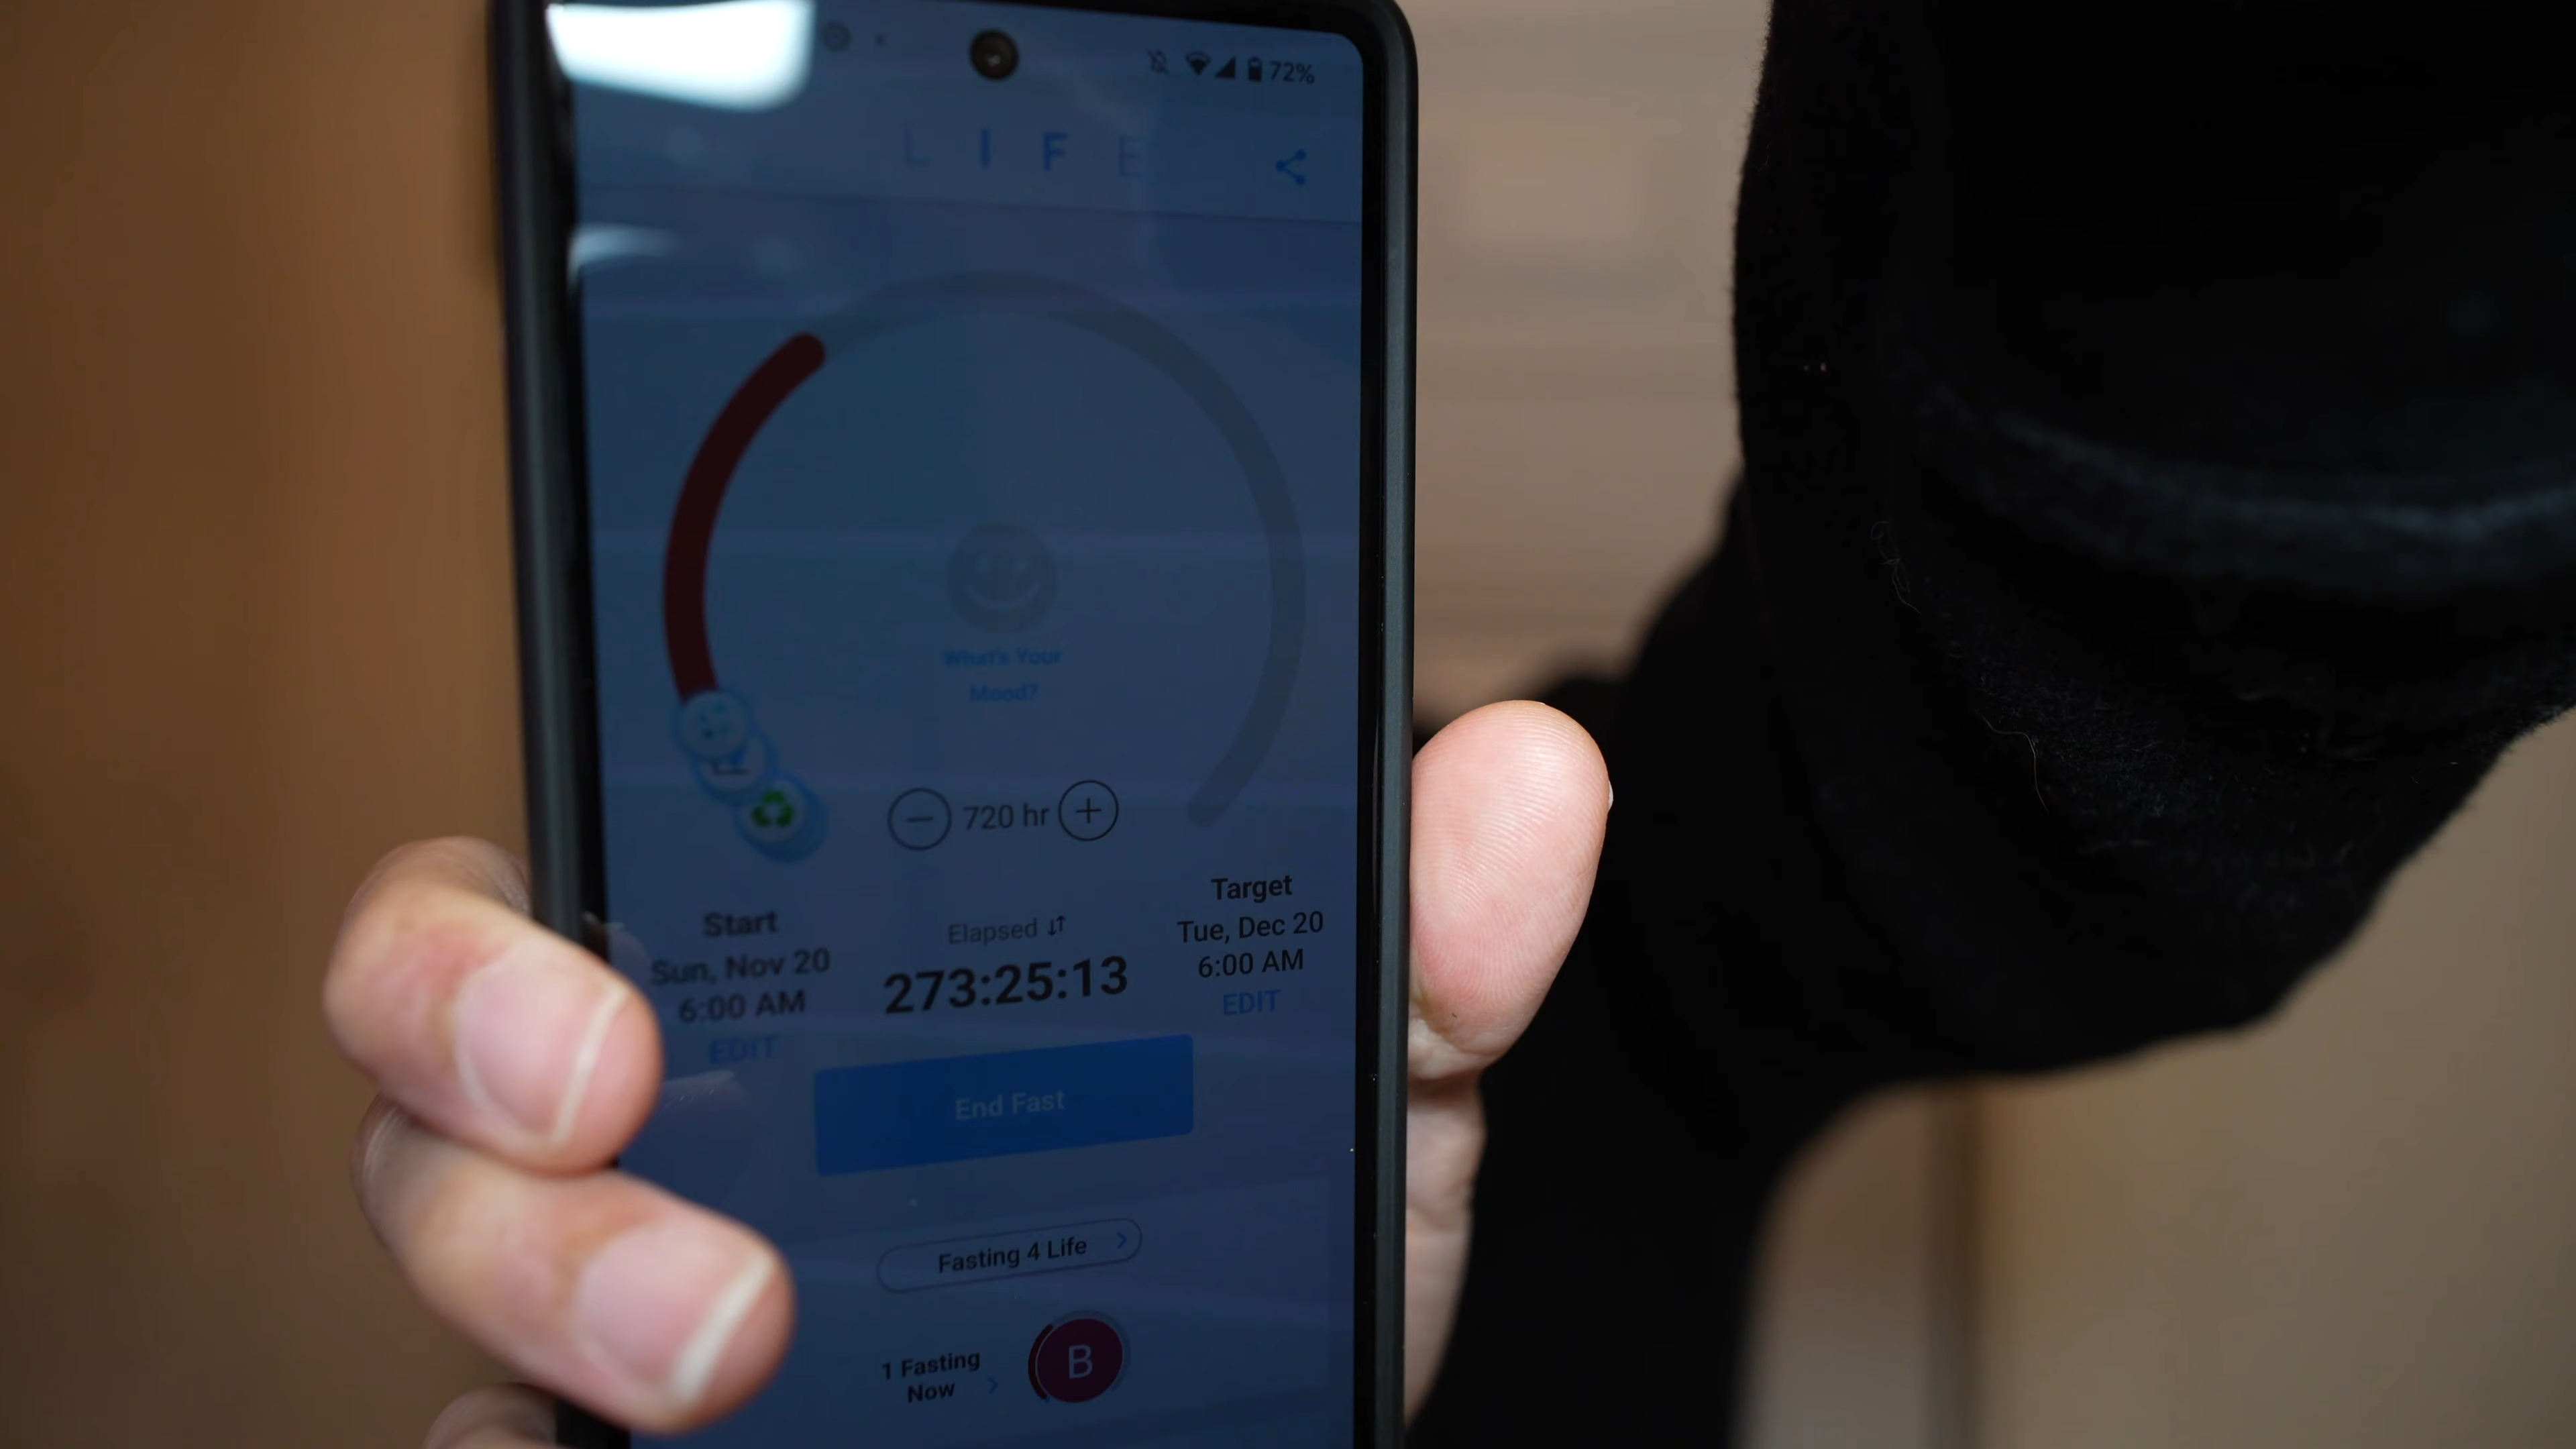 72%
LIFE
What's Your
Mood?
720 hr
Start
Sun, Nov 20
6:00 AM
EDIT
Elapsed
273:25:13
Target
Tue, Dec 20
6:00 AM
EDIT
End Fast
Fasting 4 Life
1 Fasting
Now
B